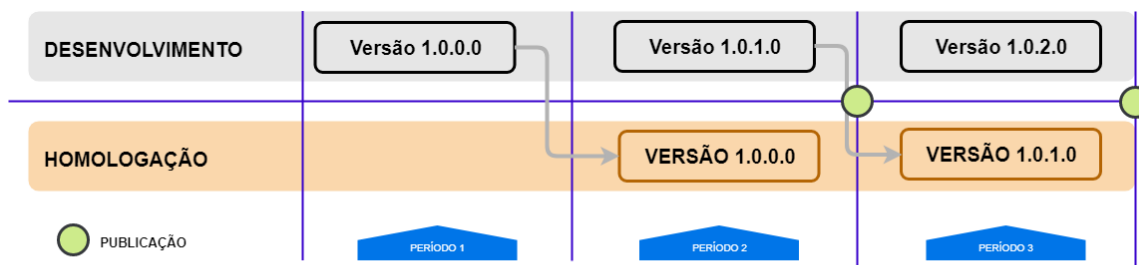 DESENVOLVIMENTO
Versão 1.0.0.0
Versão 1.0.1.0
Versão 1.0.2.0
HOMOLOGAÇÃO
VERSÃO 1.0.0.0
VERSÃO 1.0.1.0
PUBLICAÇÃO
PERÍODO 1
PERÍODO 2
PERÍODO 3